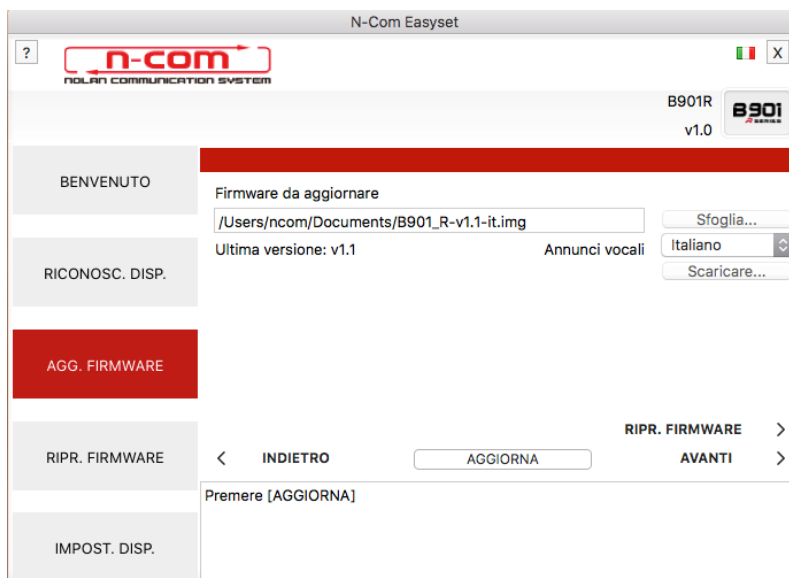 N-Com Easyset
?
n-com
NOLAN COMMUNICATION SYSTEM
X
B901R
v1.0
B901
R SERIES
BENVENUTO
Firmware da aggiornare
/Users/ncom/Documents/B901_R-v1.1-it.img
Sfoglia...
Ultima versione: v1.1
Annunci vocali
Italiano
RICONOSC. DISP.
Scaricare...
AGG. FIRMWARE
RIPR. FIRMWARE >
RIPR. FIRMWARE
< INDIETRO
AGGIORNA
AVANTI >
Premere [AGGIORNA]
IMPOST. DISP.